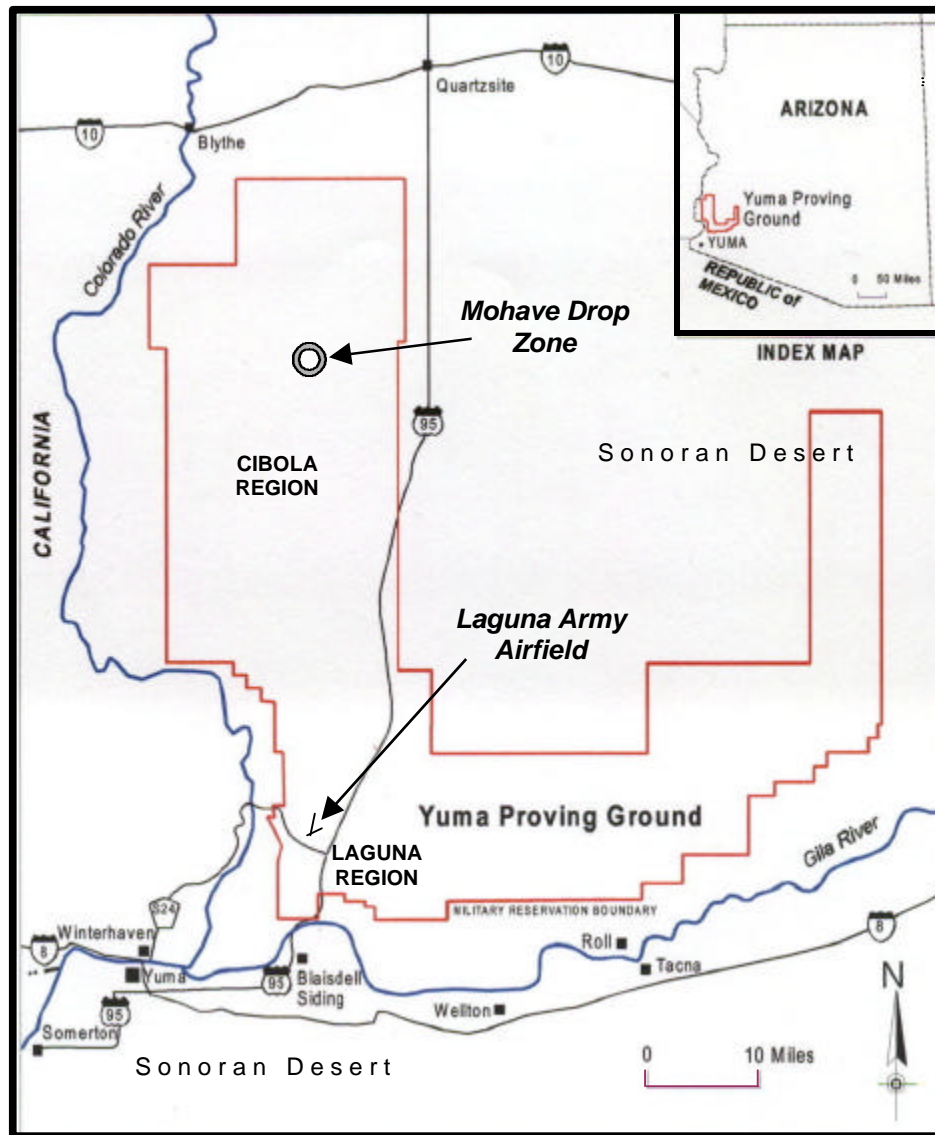 10
Quartzsite
10
Blythe
Colorado River
ARIZONA
Yuma Proving
Ground
YUMA
REPUBLIC of
MEXICO
0 50 Miles
INDEX MAP
Mohave Drop
Zone
95
Sonoran Desert
CALIFORNIA
CIBOLA
REGION
Laguna Army
Airfield
Yuma Proving Ground
Gila River
LAGUNA
REGION
MILITARY RESERVATION BOUNDARY
S24
Winterhaven
8
Yuma
95
Blaisdell
Siding
Roll
Tacna
8
N
95
Wellton
Somerton
0 10 Miles
Sonoran Desert